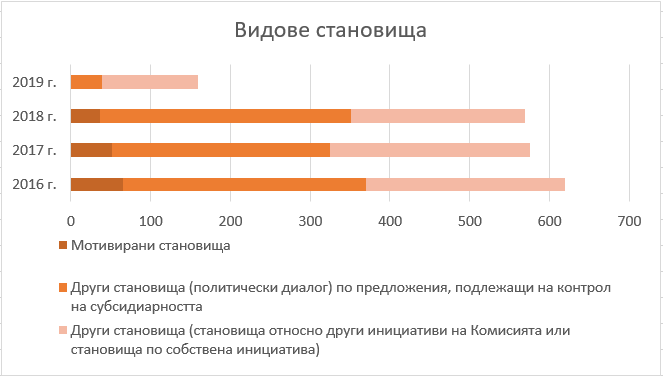 Видове становища
2019 г.
2018 г.
2017 г.
2016 г.
0 100 200 300 400 500 600 700
Мотивирани становища
Други становища (политически диалог) по предложения, подлежащи на контрол
на субсидиарността
Други становища (становища относно други инициативи на Комисията или
становища по собствена инициатива)